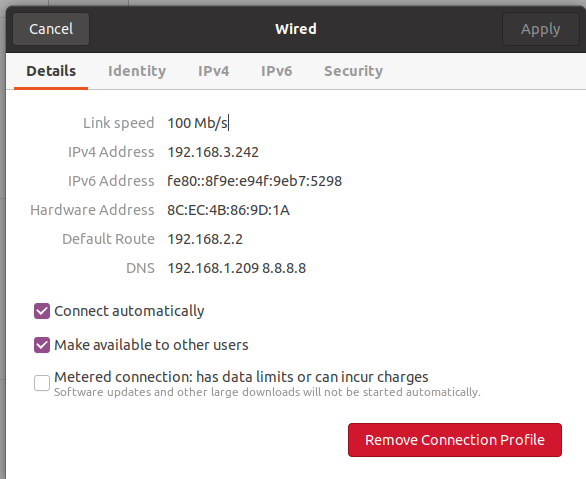 Cancel Wired Apply
Details Identity IPv4 IPv6 Security
Link speed 100 Mb/s
IPv4 Address 192.168.3.242
IPv6 Address fe80::8f9e:e94f:9eb7:5298
Hardware Address 8C:EC:4B:86:9D:1A
Default Route 192.168.2.2
DNS 192.168.1.209 8.8.8.8
Connect automatically
Make available to other users
Metered connection: has data limits or can incur charges
Software updates and other large downloads will not be started automatically.
Remove Connection Profile